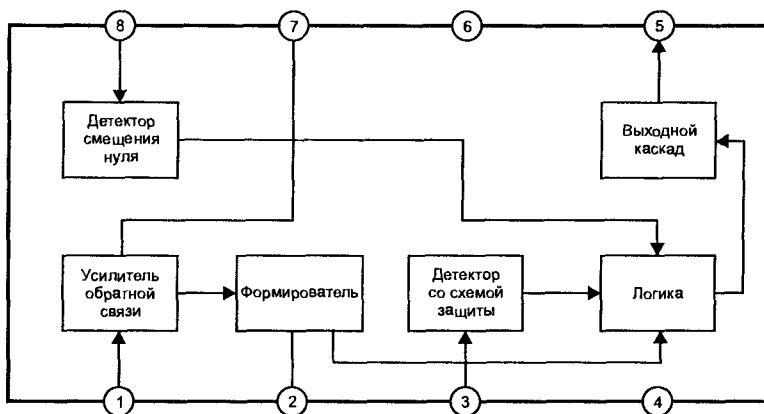 8 7 6 5
Детектор
смещения
нуля
Выходной
каскад
Усилитель
обратной
связи
Формирователь
Детектор
со схемой
защиты
Логика
1 2 3 4